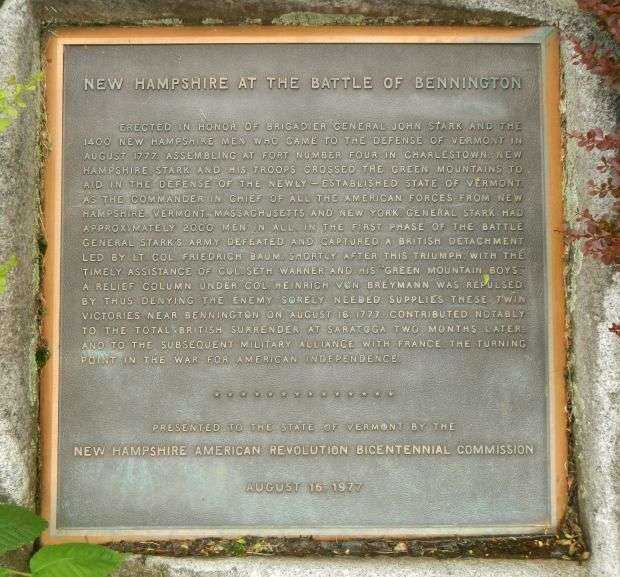 NEW HAMPSHIRE AT THE BATTLE OF BENNINGTON
ERECTED IN HONOR OF BRIGADIER GENERAL JOHN STARK AND THE
1400 NEW HAMPSHIRE MEN WHO CAME TO THE DEFENSE OF VERMONT IN
AUGUST 1777. ASSEMBLING AT FORT NUMBER FOUR IN CHARLESTOWN, NEW
HAMPSHIRE STARK AND HIS TROOPS CROSSED THE GREEN MOUNTAINS TO
AID IN THE DEFENSE OF THE NEWLY-ESTABLISHED STATE OF VERMONT.
AS THE COMMANDER IN CHIEF OF ALL THE AMERICAN FORCES FROM NEW
HAMPSHIRE, VERMONT, MASSACHUSETTS AND NEW YORK GENERAL STARK HAD
APPROXIMATELY 2000 MEN IN ALL. IN THE FIRST PHASE OF THE BATTLE
GENERAL STARK'S ARMY DEFEATED AND CAPTURED A BRITISH DETACHMENT
LED BY LT. COL. FRIEDRICH BAUM. SHORTLY AFTER THIS TRIUMPH, WITH THE
TIMELY ASSISTANCE OF COL. SETH WARNER AND HIS "GREEN MOUNTAIN BOYS",
A RELIEF COLUMN UNDER COL. HEINRICH VON BREYMANN WAS REPULSED
BY THUS DENYING THE ENEMY SORELY NEEDED SUPPLIES THESE TWIN
VICTORIES NEAR BENNINGTON ON AUGUST 16, 1777, CONTRIBUTED NOTABLY
TO THE TOTAL BRITISH SURRENDER AT SARATOGA TWO MONTHS LATER
AND TO THE SUBSEQUENT MILITARY ALLIANCE WITH FRANCE, THE TURNING
POINT IN THE WAR FOR AMERICAN INDEPENDENCE.
* * * * * * * * * * * * * *
PRESENTED TO THE STATE OF VERMONT BY THE
NEW HAMPSHIRE AMERICAN REVOLUTION BICENTENNIAL COMMISSION
AUGUST 16, 1977